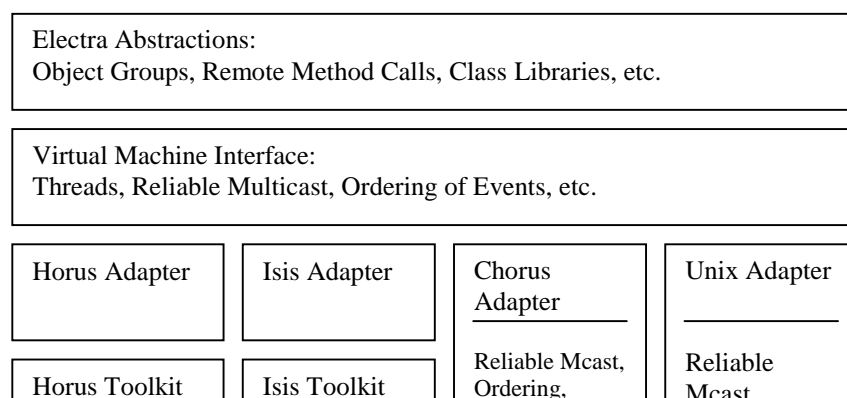 Electra Abstractions:
Object Groups, Remote Method Calls, Class Libraries, etc.
Virtual Machine Interface:
Threads, Reliable Multicast, Ordering of Events, etc.
Horus Adapter
Isis Adapter
Chorus
Adapter
Unix Adapter
Reliable Mcast,
Ordering,
Reliable
Mcast
Horus Toolkit
Isis Toolkit